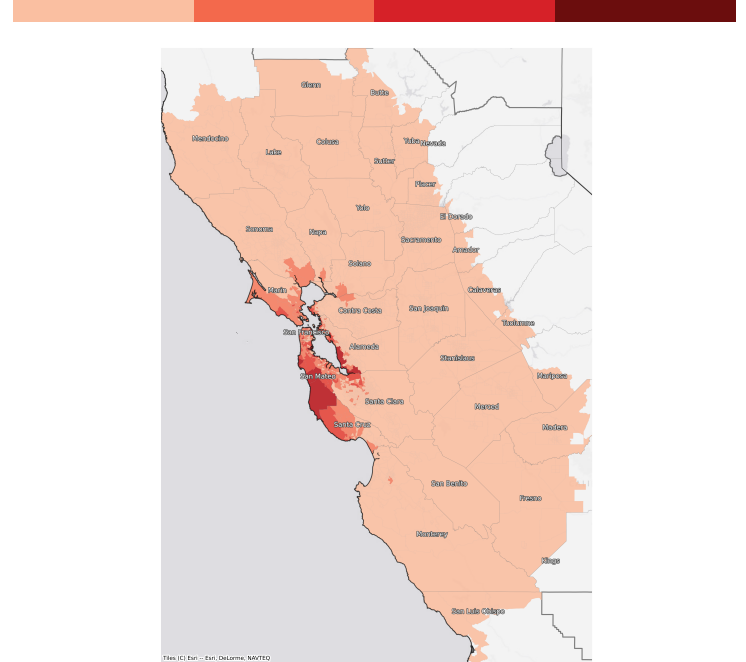 Glenn
Butte
Mendocino
Lake
Colusa
Yuba
Nevada
Sutter
Placer
Yolo
El Dorado
Sonoma
Napa
Sacramento
Amador
Solano
Marin
Calaveras
Contra Costa
San Joaquin
Tuolumne
San Francisco
Alameda
Stanislaus
San Mateo
Mariposa
Santa Clara
Merced
Santa Cruz
Madera
San Benito
Fresno
Monterey
Kings
San Luis Obispo
Tiles (C) Esri -- Esri, DeLorme, NAVTEQ